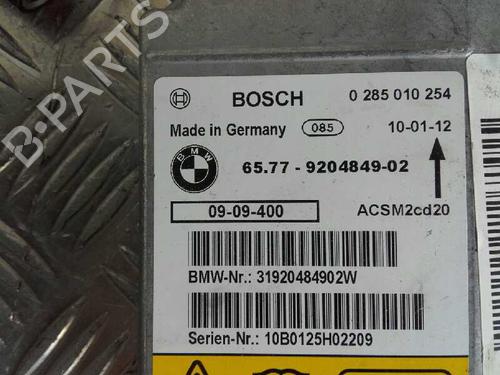 B-PARTS
BOSCH 0 285 010 254
Made in Germany 085 10-01-12
BMW
65.77 - 9204849-02
09-09-400 ACSM2cd20
BMW-Nr.: 31920484902W
Serien-Nr.: 10B0125H02209